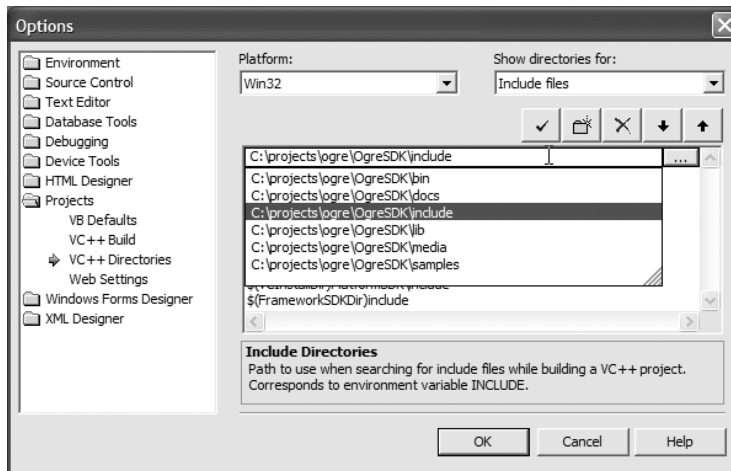 Options
Environment
Source Control
Text Editor
Database Tools
Debugging
Device Tools
HTML Designer
Projects
VB Defaults
VC++ Build
VC++ Directories
Web Settings
Windows Forms Designer
XML Designer
Platform:
Win32
Show directories for:
Include files
C:\projects\ogre\OgreSDK\include
...
C:\projects\ogre\OgreSDK\bin
C:\projects\ogre\OgreSDK\docs
C:\projects\ogre\OgreSDK\include
C:\projects\ogre\OgreSDK\lib
C:\projects\ogre\OgreSDK\media
C:\projects\ogre\OgreSDK\samples
$(VCInstallDir)PlatformSDK\include
$(FrameworkSDKDir)include
Include Directories
Path to use when searching for include files while building a VC++ project.
Corresponds to environment variable INCLUDE.
OK
Cancel
Help